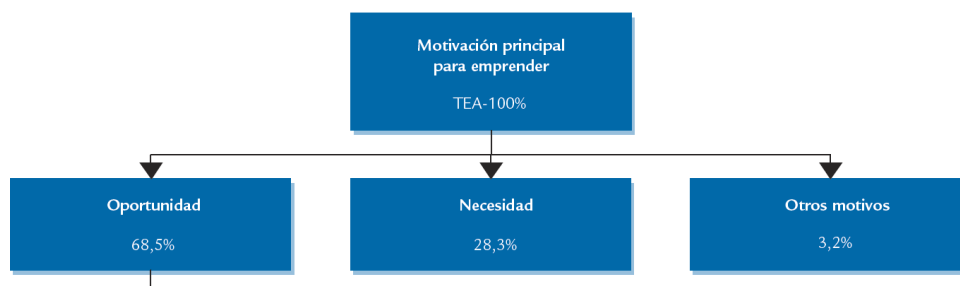 Motivación principal
para emprender
TEA-100%
Oportunidad
68,5%
Necesidad
28,3%
Otros motivos
3,2%